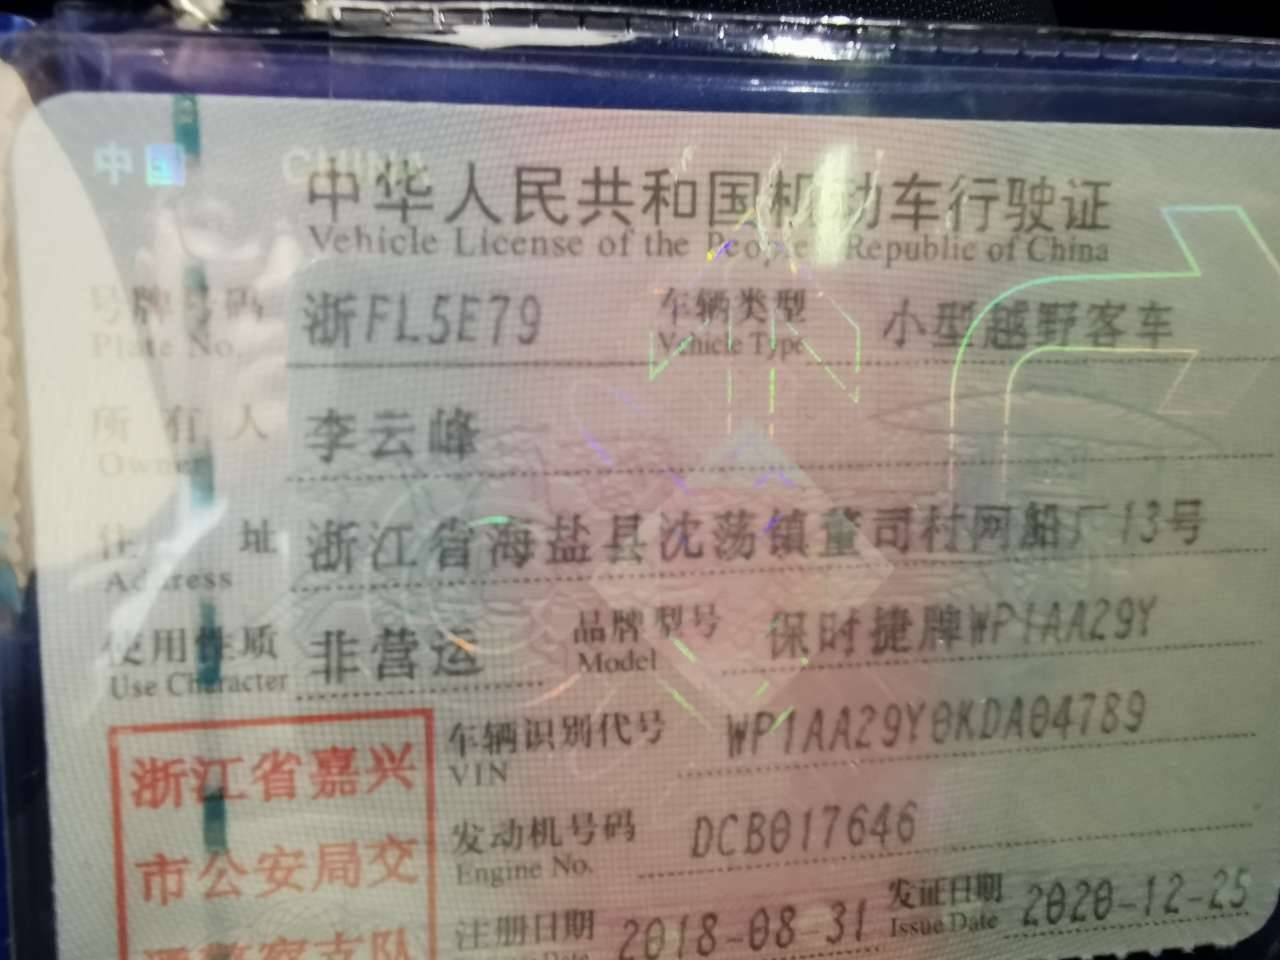 中国 CHINA
中华人民共和国机动车行驶证
Vehicle License of the People's Republic of China
号牌号码 浙FL5E79 车辆类型 小型越野客车
Plate No. Vehicle Type
所有人 李云峰
Owner
住址 浙江省海盐县沈荡镇董司村网船厂13号
Address
使用性质 非营运 品牌型号 保时捷牌WP1AA29Y
Use Character Model
车辆识别代号 WP1AA29Y0KDA04789
VIN
浙江省嘉兴
发动机号码 DCB017646
Engine No.
市公安局交
注册日期 2018-08-31 发证日期 2020-12-25
Issue Date
警察支队